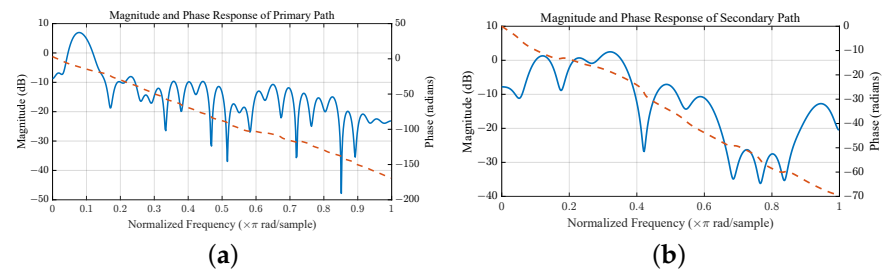 Magnitude and Phase Response of Primary Path
10
0
−10
−20
−30
−40
−50
Magnitude (dB)
50
0
−50
−100
−150
−200
Phase (radians)
0 0.1 0.2 0.3 0.4 0.5 0.6 0.7 0.8 0.9 1
Normalized Frequency (×π rad/sample)
(a)
Magnitude and Phase Response of Secondary Path
10
0
−10
−20
−30
−40
Magnitude (dB)
0
−10
−20
−30
−40
−50
−60
−70
Phase (radians)
0 0.2 0.4 0.6 0.8 1
Normalized Frequency (×π rad/sample)
(b)